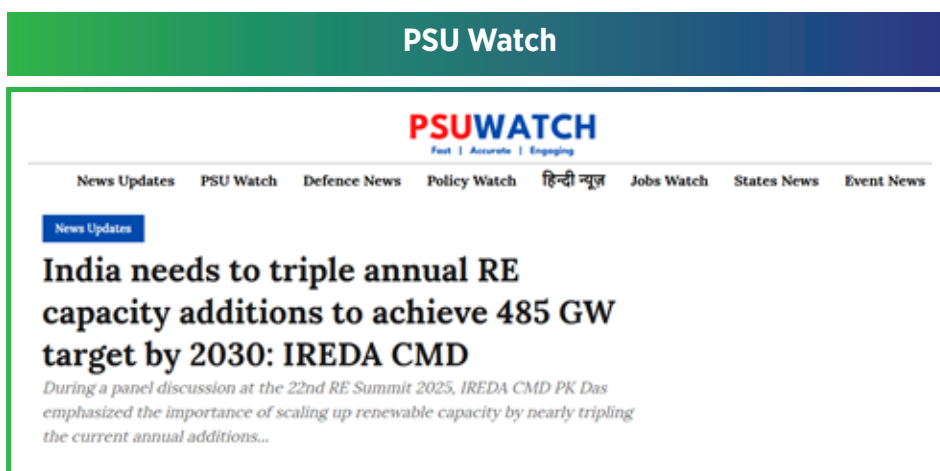 PSU Watch
PSUWATCH
Fast | Accurate | Engaging
News Updates PSU Watch Defence News Policy Watch हिन्दी न्यूज़ Jobs Watch States News Event News
News Updates
India needs to triple annual RE
capacity additions to achieve 485 GW
target by 2030: IREDA CMD
During a panel discussion at the 22nd RE Summit 2025, IREDA CMD PK Das
emphasized the importance of scaling up renewable capacity by nearly tripling
the current annual additions...